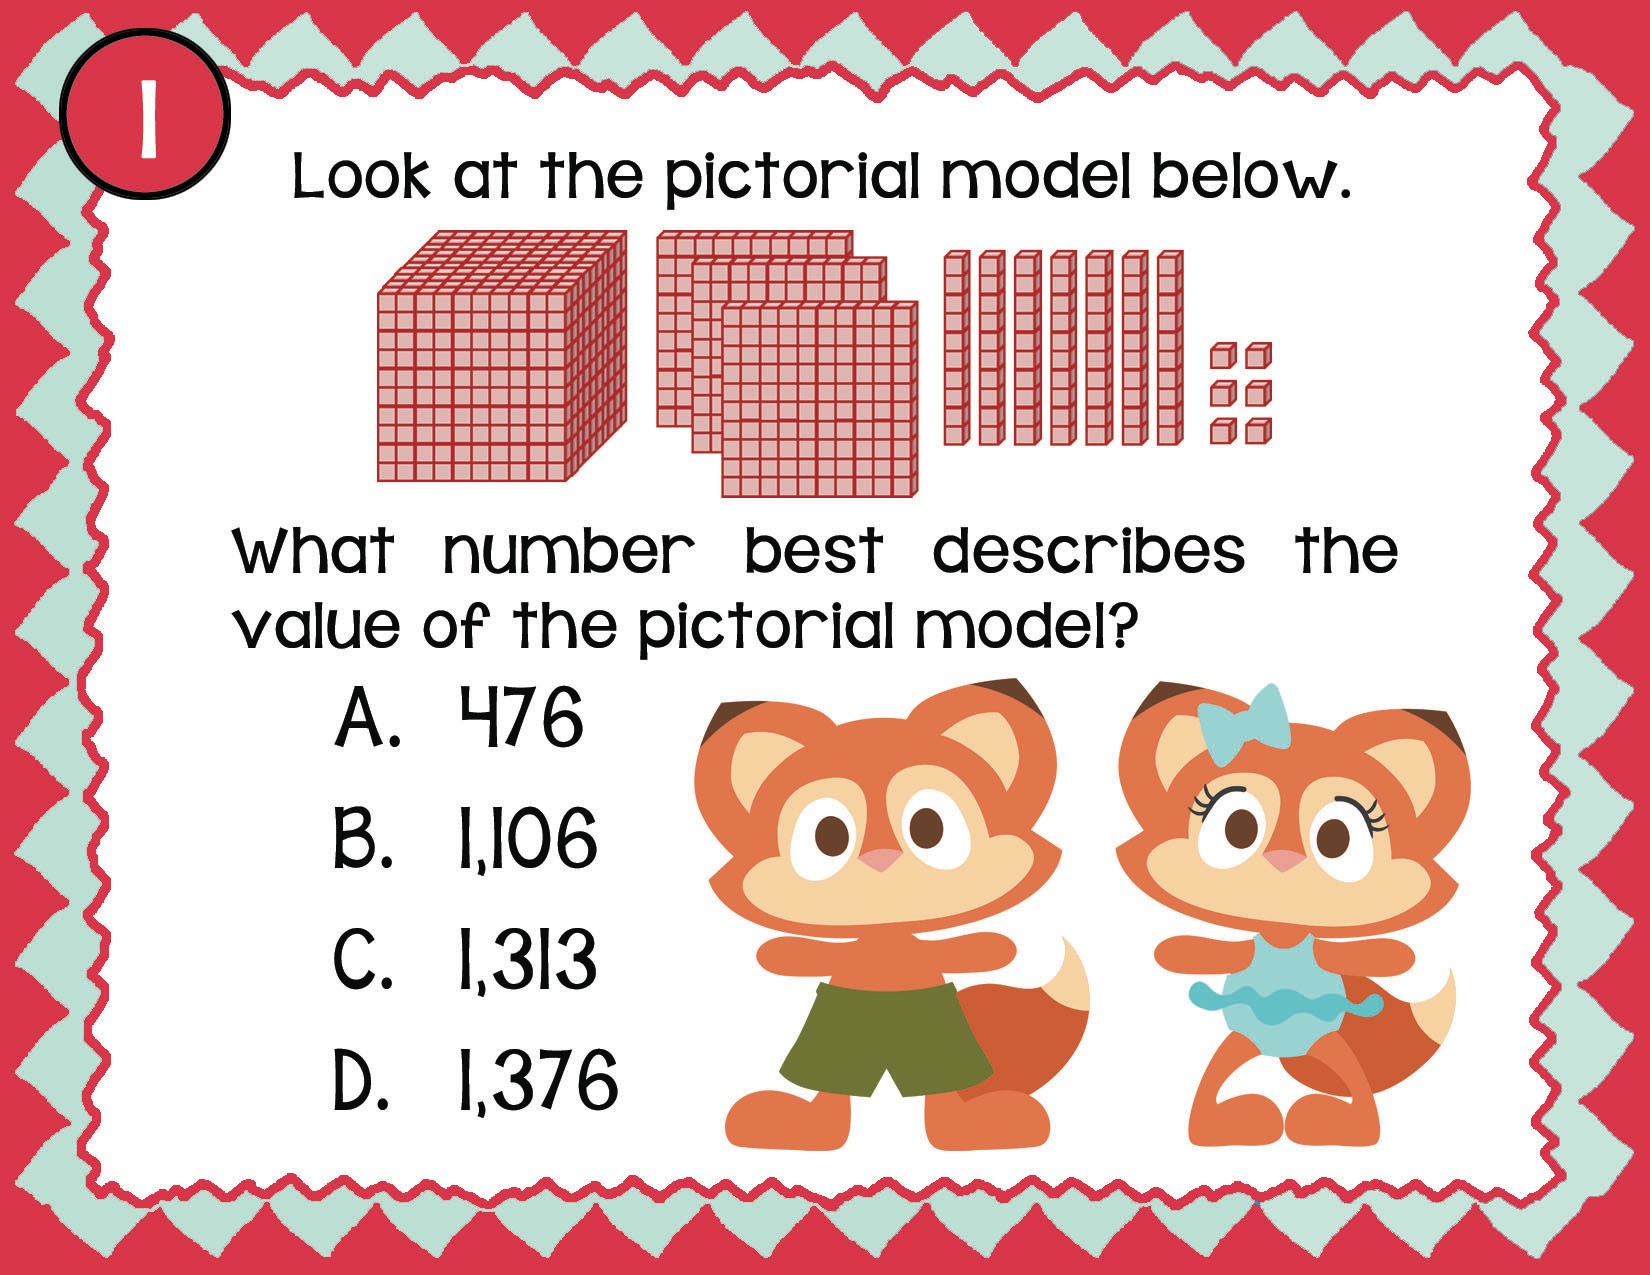 1
Look at the pictorial model below.
What number best describes the
value of the pictorial model?
A. 476
B. 1,106
C. 1,313
D. 1,376